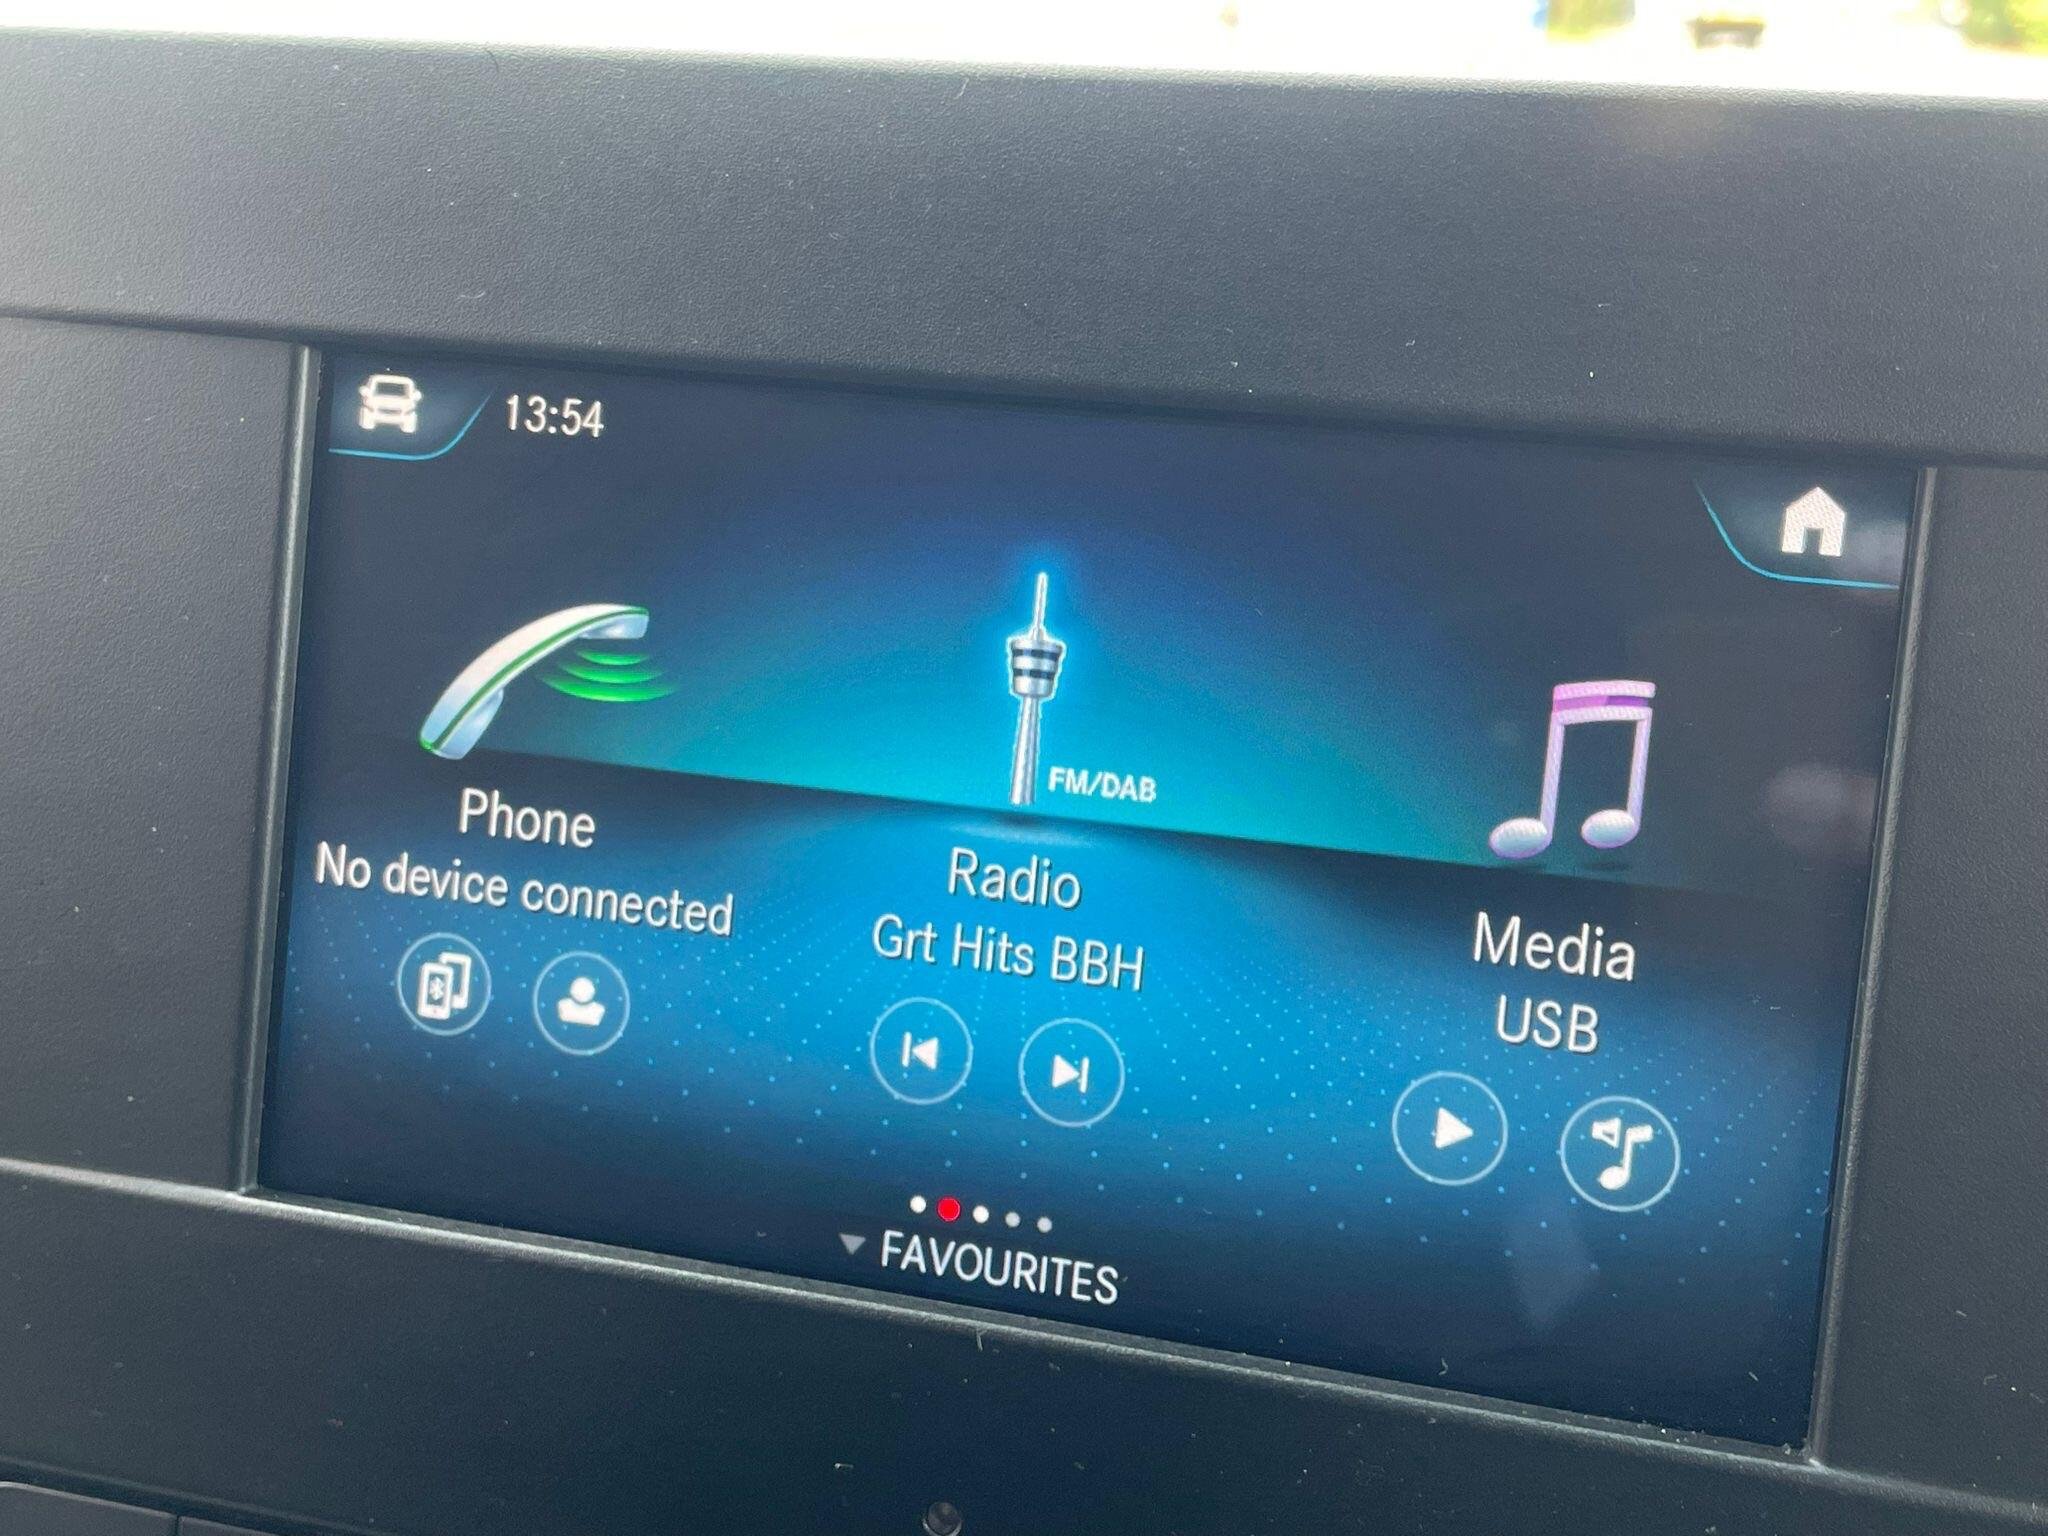 13:54
FM/DAB
Phone
No device connected
Radio
Grt Hits BBH
Media
USB
FAVOURITES